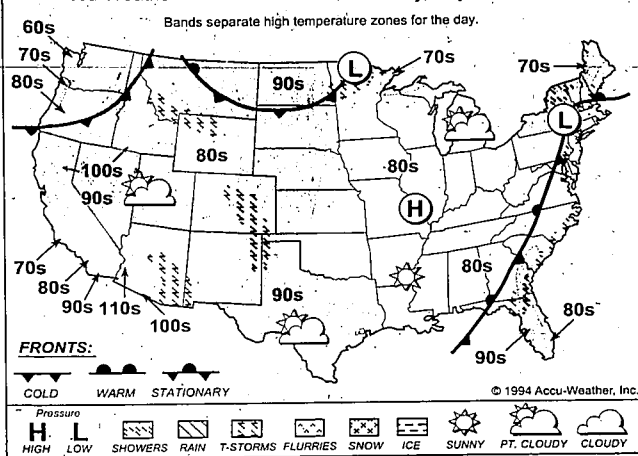 Bands separate high temperature zones for the day.
60s
70s
80s
90s
L
70s
70s
L
100s
90s
80s
80s
H
70s
80s
90s
110s
100s
90s
80s
80s
90s
FRONTS:
COLD WARM STATIONARY
© 1994 Accu-Weather, Inc.
Pressure
H L
HIGH LOW SHOWERS RAIN T-STORMS FLURRIES SNOW ICE SUNNY PT. CLOUDY CLOUDY